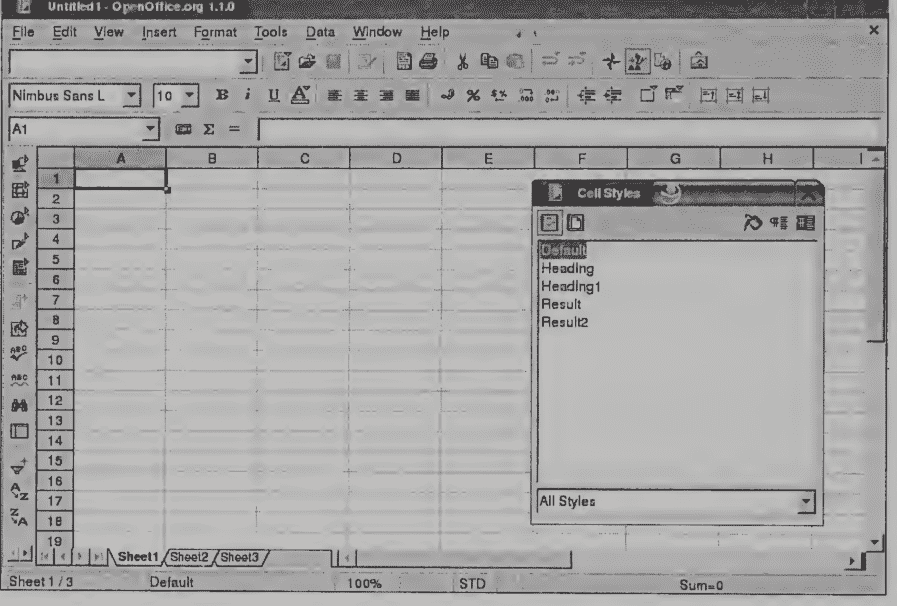 Untitled1 - OpenOffice.org 1.1.0
File Edit View Insert Format Tools Data Window Help
Nimbus Sans L 10 B i U A
A1 Σ =
A B C D E F G H I
1
2
3
4
5
6
7
8
9
10
11
12
13
14
15
16
17
18
19
ABC
ABC
A Z
Z A
Cell Styles
Default
Heading
Heading1
Result
Result2
All Styles
Sheet1 Sheet2 Sheet3
Sheet 1 / 3 Default 100% STD Sum=0